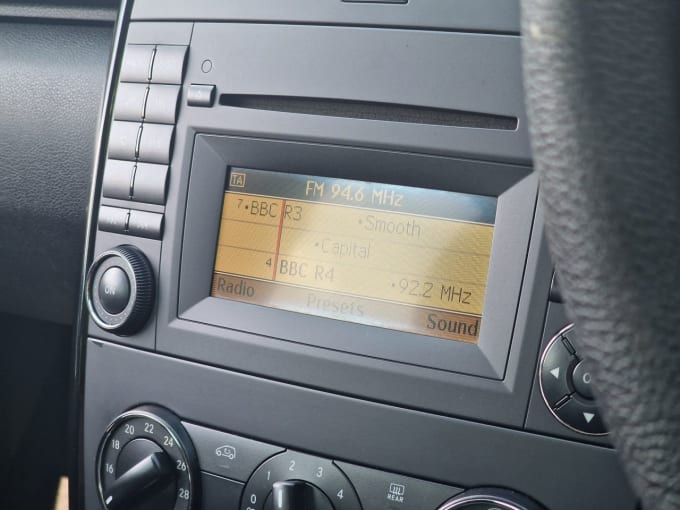 TA FM 94.6 MHz
7•BBC R3
•Smooth
•Capital
4 BBC R4
•92.2 MHz
Radio Presets Sound
ON
16 18 20 22 24 26 28
0 1 2 3 4
REAR